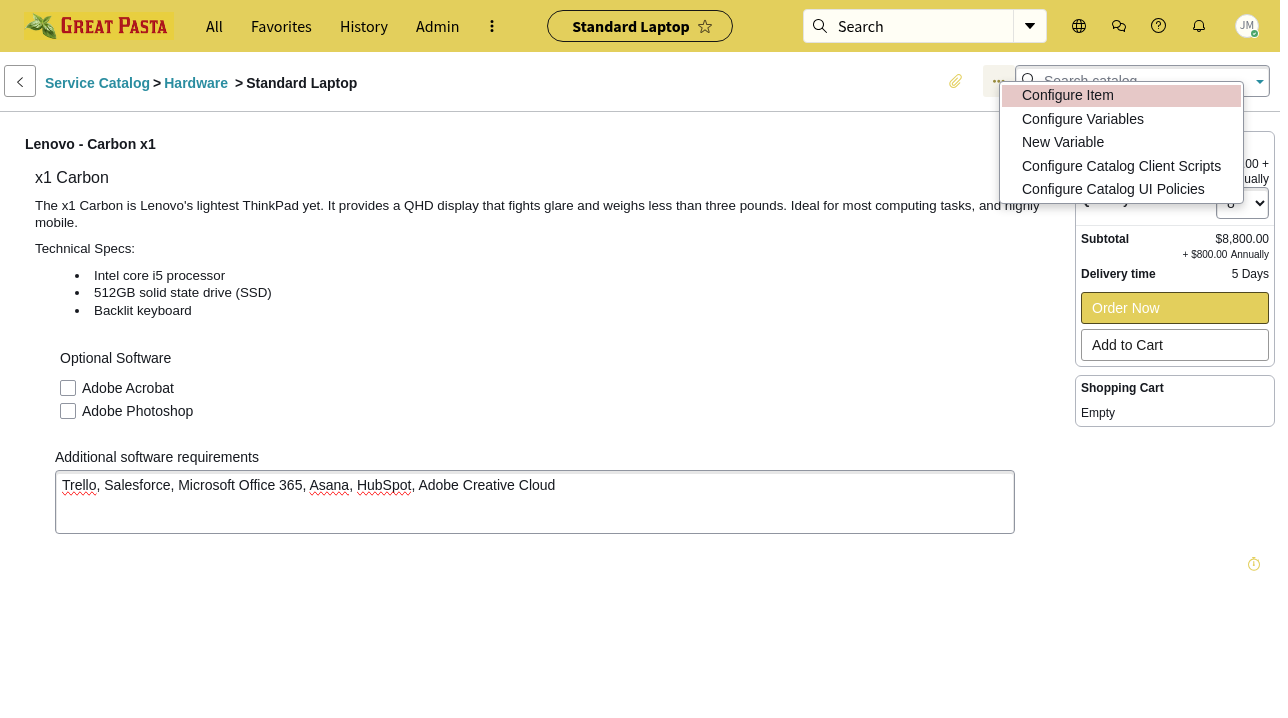 GREAT PASTA All Favorites History Admin Standard Laptop Search JM
Service Catalog > Hardware > Standard Laptop
Configure Item
Configure Variables
New Variable
Configure Catalog Client Scripts
Configure Catalog UI Policies
Lenovo - Carbon x1
x1 Carbon
The x1 Carbon is Lenovo's lightest ThinkPad yet. It provides a QHD display that fights glare and weighs less than three pounds. Ideal for most computing tasks, and highly
mobile.
Technical Specs:
Intel core i5 processor
512GB solid state drive (SSD)
Backlit keyboard
Optional Software
Adobe Acrobat
Adobe Photoshop
Additional software requirements
Trello, Salesforce, Microsoft Office 365, Asana, HubSpot, Adobe Creative Cloud
Subtotal $8,800.00
+ $800.00 Annually
Delivery time 5 Days
Order Now
Add to Cart
Shopping Cart
Empty